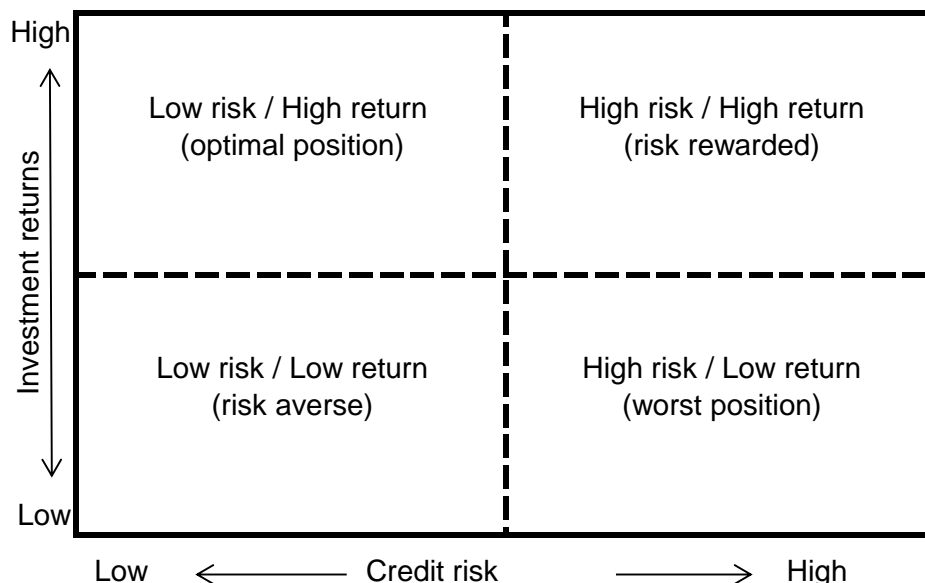 High
Low risk / High return
(optimal position)
High risk / High return
(risk rewarded)
Investment returns
Low risk / Low return
(risk averse)
High risk / Low return
(worst position)
Low
Low Credit risk High